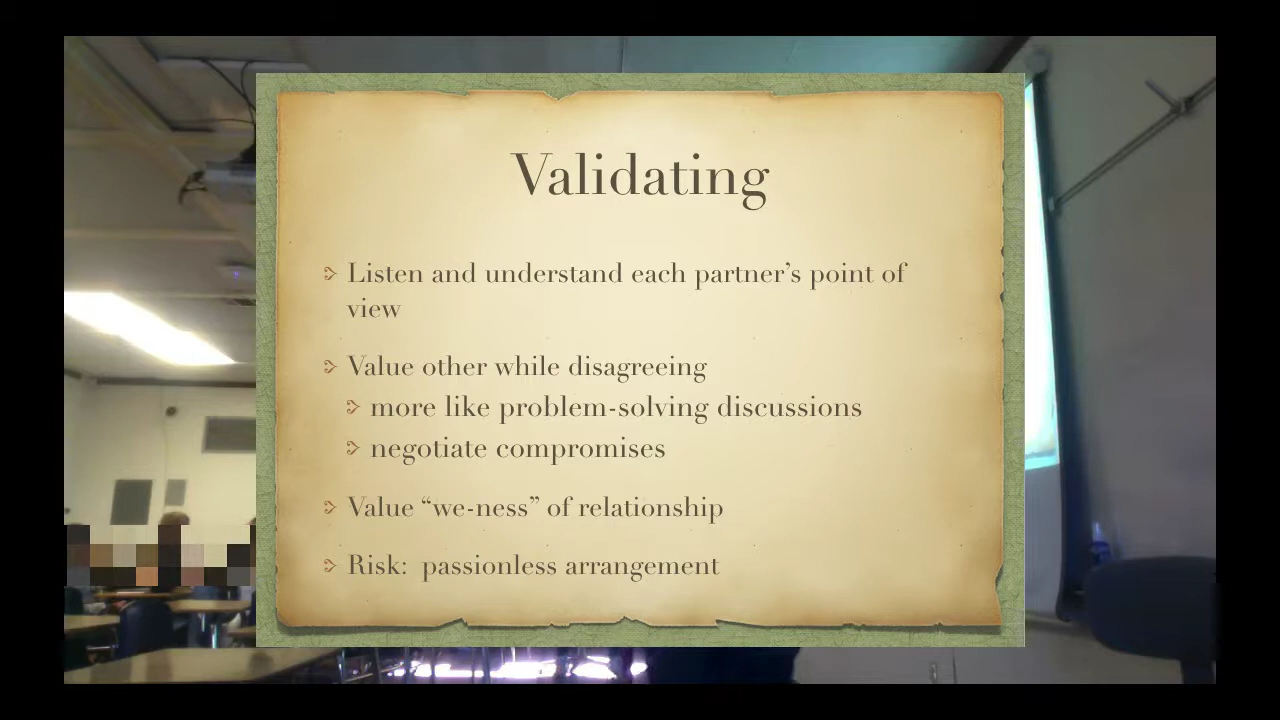 Validating
Listen and understand each partner’s point of
view
Value other while disagreeing
more like problem-solving discussions
negotiate compromises
Value “we-ness” of relationship
Risk:  passionless arrangement